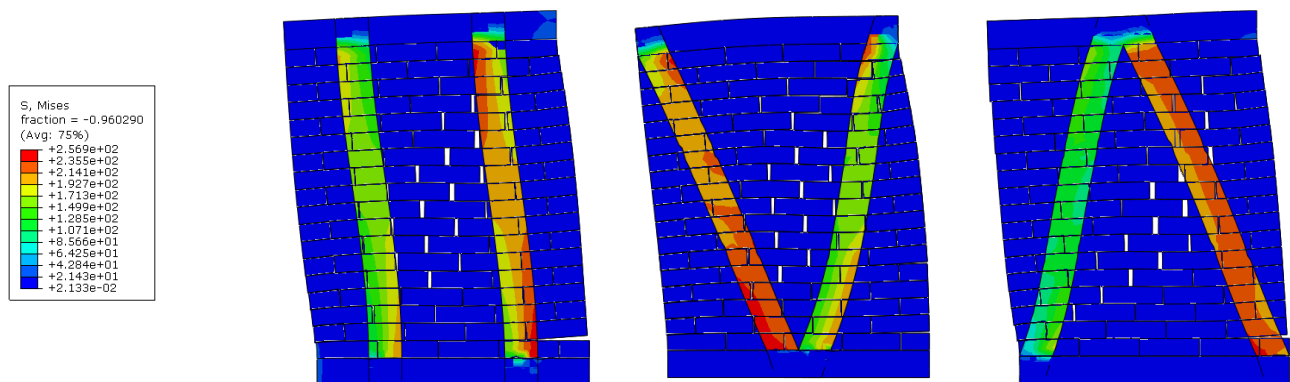 S, Mises
fraction = -0.960290
(Avg: 75%)
+2.569e+02
+2.355e+02
+2.141e+02
+1.927e+02
+1.713e+02
+1.499e+02
+1.285e+02
+1.071e+02
+8.566e+01
+6.425e+01
+4.284e+01
+2.143e+01
+2.133e-02